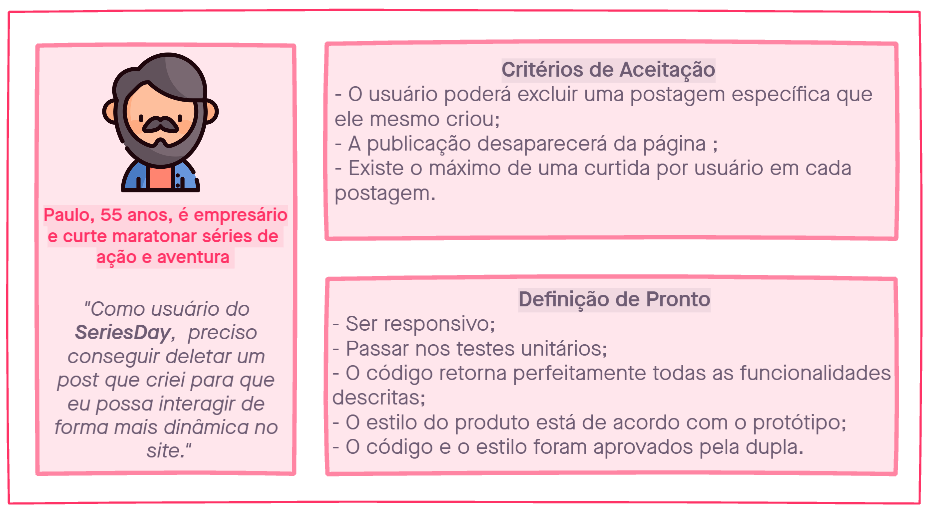 Paulo, 55 anos, é empresário
e curte maratonar séries de
ação e aventura
"Como usuário do
SeriesDay, preciso
conseguir deletar um
post que criei para que
eu possa interagir de
forma mais dinâmica no
site."
Critérios de Aceitação
- O usuário poderá excluir uma postagem específica que
ele mesmo criou;
- A publicação desaparecerá da página ;
- Existe o máximo de uma curtida por usuário em cada
postagem.
Definição de Pronto
- Ser responsivo;
- Passar nos testes unitários;
- O código retorna perfeitamente todas as funcionalidades
descritas;
- O estilo do produto está de acordo com o protótipo;
- O código e o estilo foram aprovados pela dupla.